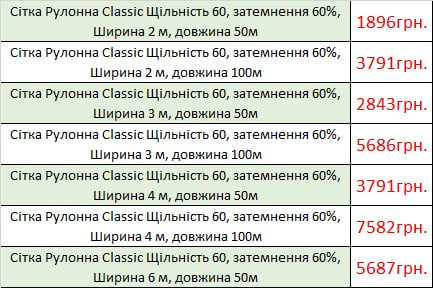 Сітка Рулонна Classic Щільність 60, затемнення 60%,
Ширина 2 м, довжина 50м
1896грн.
Сітка Рулонна Classic Щільність 60, затемнення 60%,
Ширина 2 м, довжина 100м
3791грн.
Сітка Рулонна Classic Щільність 60, затемнення 60%,
Ширина 3 м, довжина 50м
2843грн.
Сітка Рулонна Classic Щільність 60, затемнення 60%,
Ширина 3 м, довжина 100м
5686грн.
Сітка Рулонна Classic Щільність 60, затемнення 60%,
Ширина 4 м, довжина 50м
3791грн.
Сітка Рулонна Classic Щільність 60, затемнення 60%,
Ширина 4 м, довжина 100м
7582грн.
Сітка Рулонна Classic Щільність 60, затемнення 60%,
Ширина 6 м, довжина 50м
5687грн.